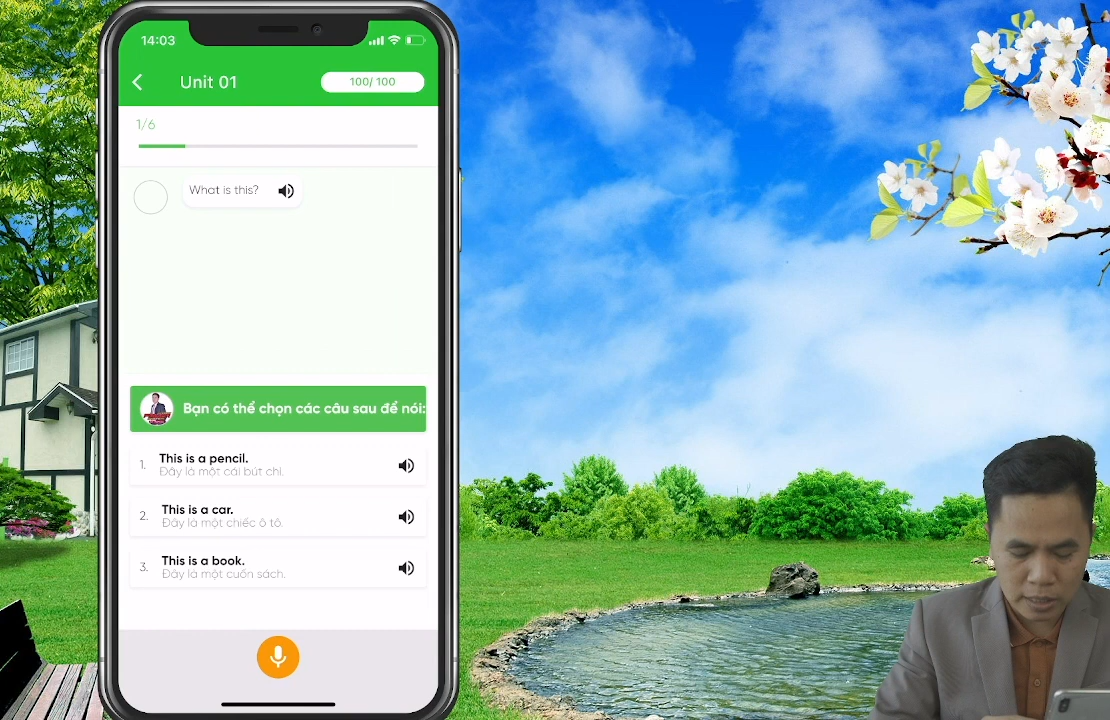 14:03
Unit 01
100/ 100
1/6
What is this?
Bạn có thể chọn các câu sau để nói:
1. This is a pencil.
Đây là một cái bút chì.
2. This is a car.
Đây là một chiếc ô tô.
3. This is a book.
Đây là một cuốn sách.